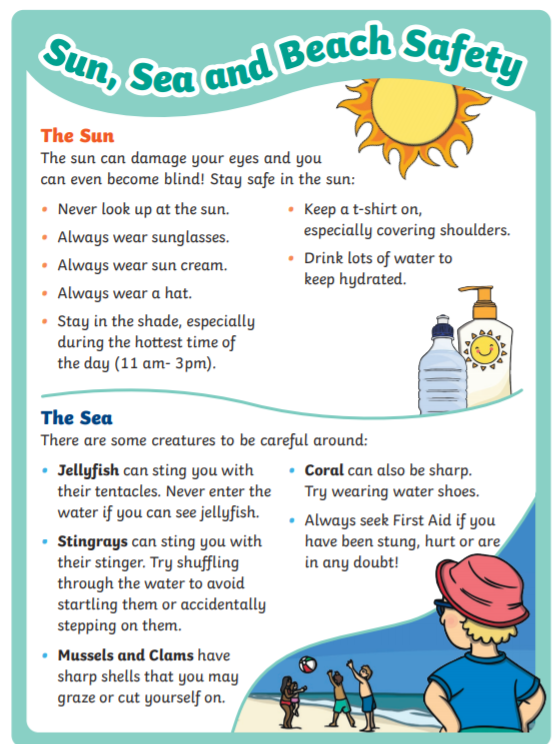 Sun, Sea and Beach Safety
The Sun
The sun can damage your eyes and you
can even become blind! Stay safe in the sun:
• Never look up at the sun.
• Always wear sunglasses.
• Always wear sun cream.
• Always wear a hat.
• Stay in the shade, especially
during the hottest time of
the day (11 am- 3pm).
• Keep a t-shirt on,
especially covering shoulders.
• Drink lots of water to
keep hydrated.
The Sea
There are some creatures to be careful around:
• Jellyfish can sting you with
their tentacles. Never enter the
water if you can see jellyfish.
• Stingrays can sting you with
their stinger. Try shuffling
through the water to avoid
startling them or accidentally
stepping on them.
• Mussels and Clams have
sharp shells that you may
graze or cut yourself on.
• Coral can also be sharp.
Try wearing water shoes.
• Always seek First Aid if you
have been stung, hurt or are
in any doubt!